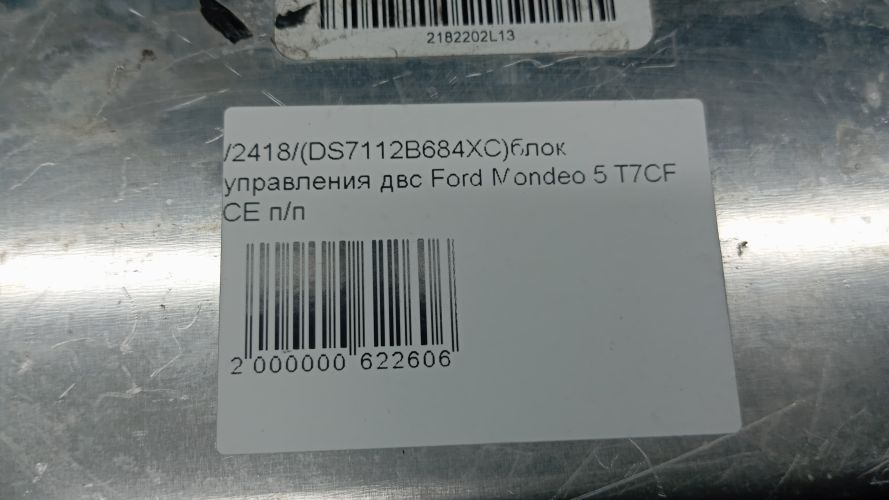 2182202L13
/2418/(DS7112B684XC)блок
управления двс Ford Mondeo 5 T7CF
CE п/п
2 000000 622606